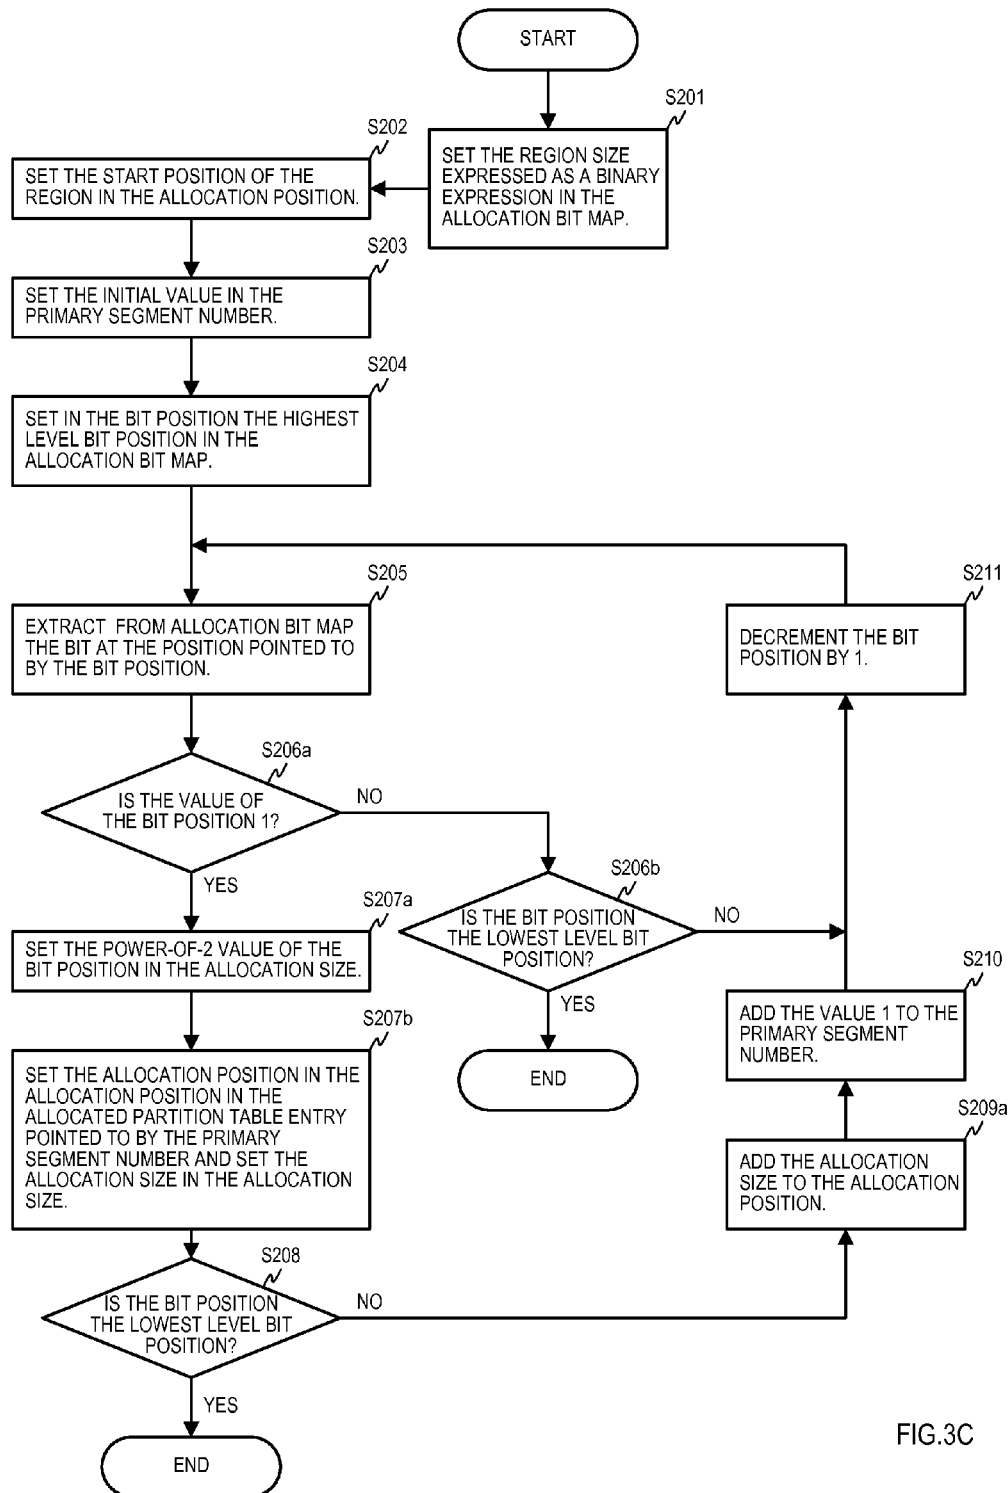 START
S201
SET THE REGION SIZE
EXPRESSED AS A BINARY
EXPRESSION IN THE
ALLOCATION BIT MAP.
S202
SET THE START POSITION OF THE
REGION IN THE ALLOCATION POSITION.
S203
SET THE INITIAL VALUE IN THE
PRIMARY SEGMENT NUMBER.
S204
SET IN THE BIT POSITION THE HIGHEST
LEVEL BIT POSITION IN THE
ALLOCATION BIT MAP.
S205
EXTRACT FROM ALLOCATION BIT MAP
THE BIT AT THE POSITION POINTED TO
BY THE BIT POSITION.
S211
DECREMENT THE BIT
POSITION BY 1.
S206a
IS THE VALUE OF
THE BIT POSITION 1?
NO
YES
S206b
IS THE BIT POSITION
THE LOWEST LEVEL BIT
POSITION?
NO
YES
END
S207a
SET THE POWER-OF-2 VALUE OF THE
BIT POSITION IN THE ALLOCATION SIZE.
S210
ADD THE VALUE 1 TO THE
PRIMARY SEGMENT
NUMBER.
S207b
SET THE ALLOCATION POSITION IN THE
ALLOCATION POSITION IN THE
ALLOCATED PARTITION TABLE ENTRY
POINTED TO BY THE PRIMARY
SEGMENT NUMBER AND SET THE
ALLOCATION SIZE IN THE ALLOCATION
SIZE.
S209a
ADD THE ALLOCATION
SIZE TO THE ALLOCATION
POSITION.
S208
IS THE BIT POSITION
THE LOWEST LEVEL BIT
POSITION?
NO
YES
END
FIG.3C